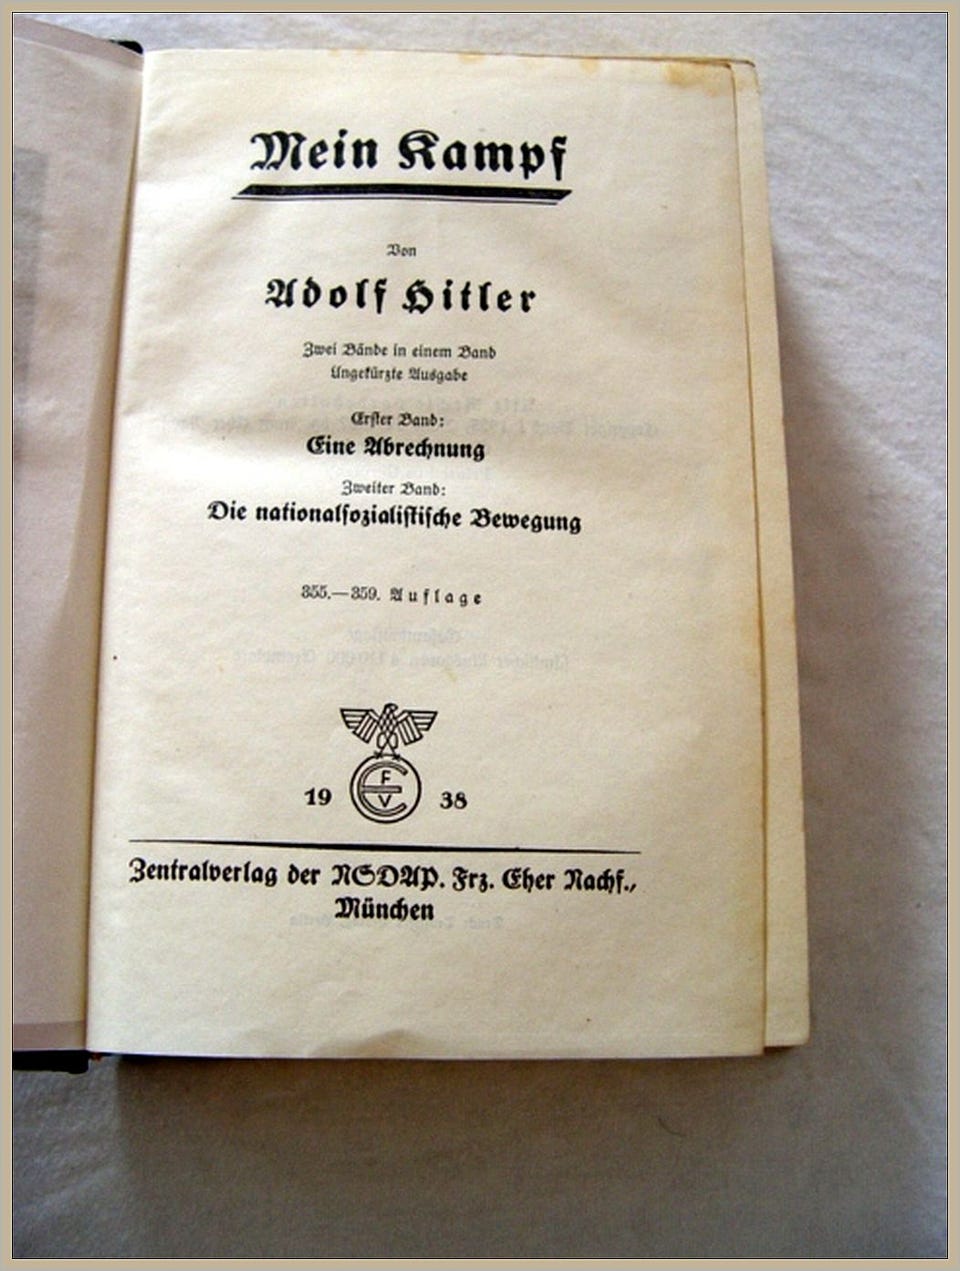 Mein Kampf
Von
Adolf Hitler
Zwei Bände in einem Band
Ungekürzte Ausgabe
Erster Band:
Eine Abrechnung
Zweiter Band:
Die nationalsozialistische Bewegung
355.—359. Auflage
F
E
V
19 38
Zentralverlag der NSDAP. Frz. Eher Nachf.,
München